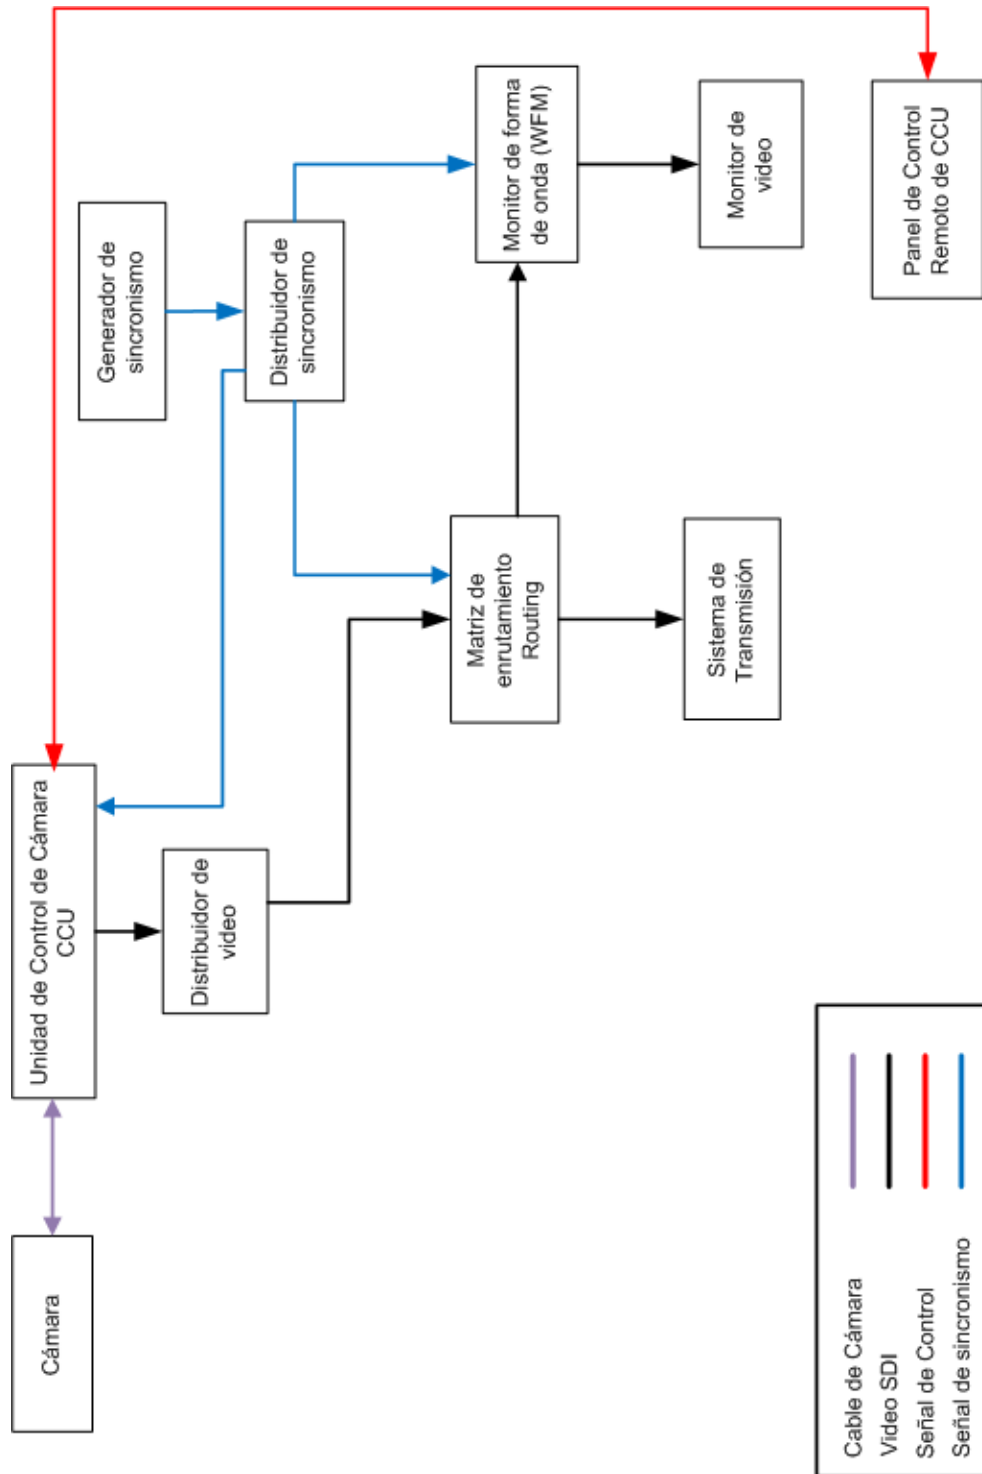 Cámara
Unidad de Control de Cámara
CCU
Distribuidor de
video
Generador de
sincronismo
Distribuidor de
sincronismo
Matriz de
enrutamiento
Routing
Monitor de forma
de onda (WFM)
Sistema de
Transmisión
Monitor de
video
Panel de Control
Remoto de CCU
Cable de Cámara
Video SDI
Señal de Control
Señal de sincronismo